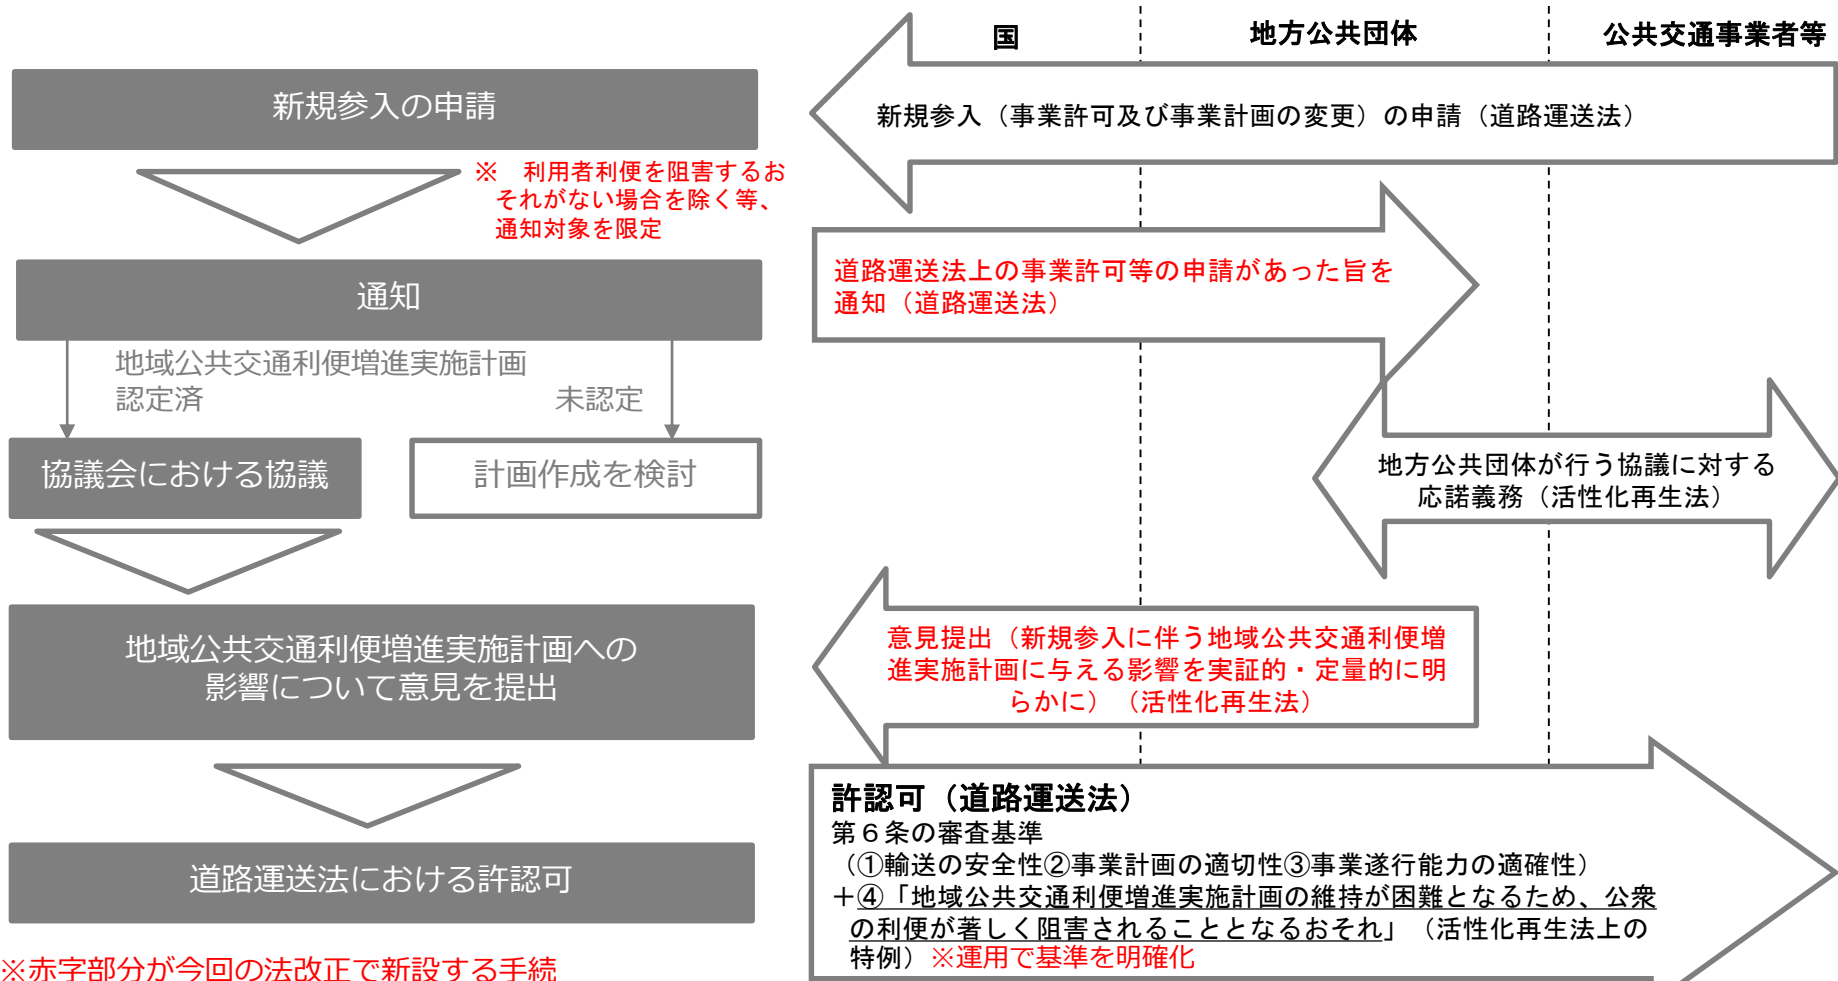 国
地方公共団体
公共交通事業者等
新規参入の申請
新規参入（事業許可及び事業計画の変更）の申請（道路運送法）
※　利用者利便を阻害するお
それがない場合を除く等、
通知対象を限定
通知
道路運送法上の事業許可等の申請があった旨を
通知（道路運送法）
地域公共交通利便増進実施計画
認定済
未認定
協議会における協議
計画作成を検討
地方公共団体が行う協議に対する
応諾義務（活性化再生法）
地域公共交通利便増進実施計画への
影響について意見を提出
意見提出（新規参入に伴う地域公共交通利便増
進実施計画に与える影響を実証的・定量的に明
らかに）（活性化再生法）
道路運送法における許認可
許認可（道路運送法）
第６条の審査基準
（①輸送の安全性②事業計画の適切性③事業遂行能力の適確性）
＋④「地域公共交通利便増進実施計画の維持が困難となるため、公衆
の利便が著しく阻害されることとなるおそれ」（活性化再生法上の
特例）※運用で基準を明確化
※赤字部分が今回の法改正で新設する手続